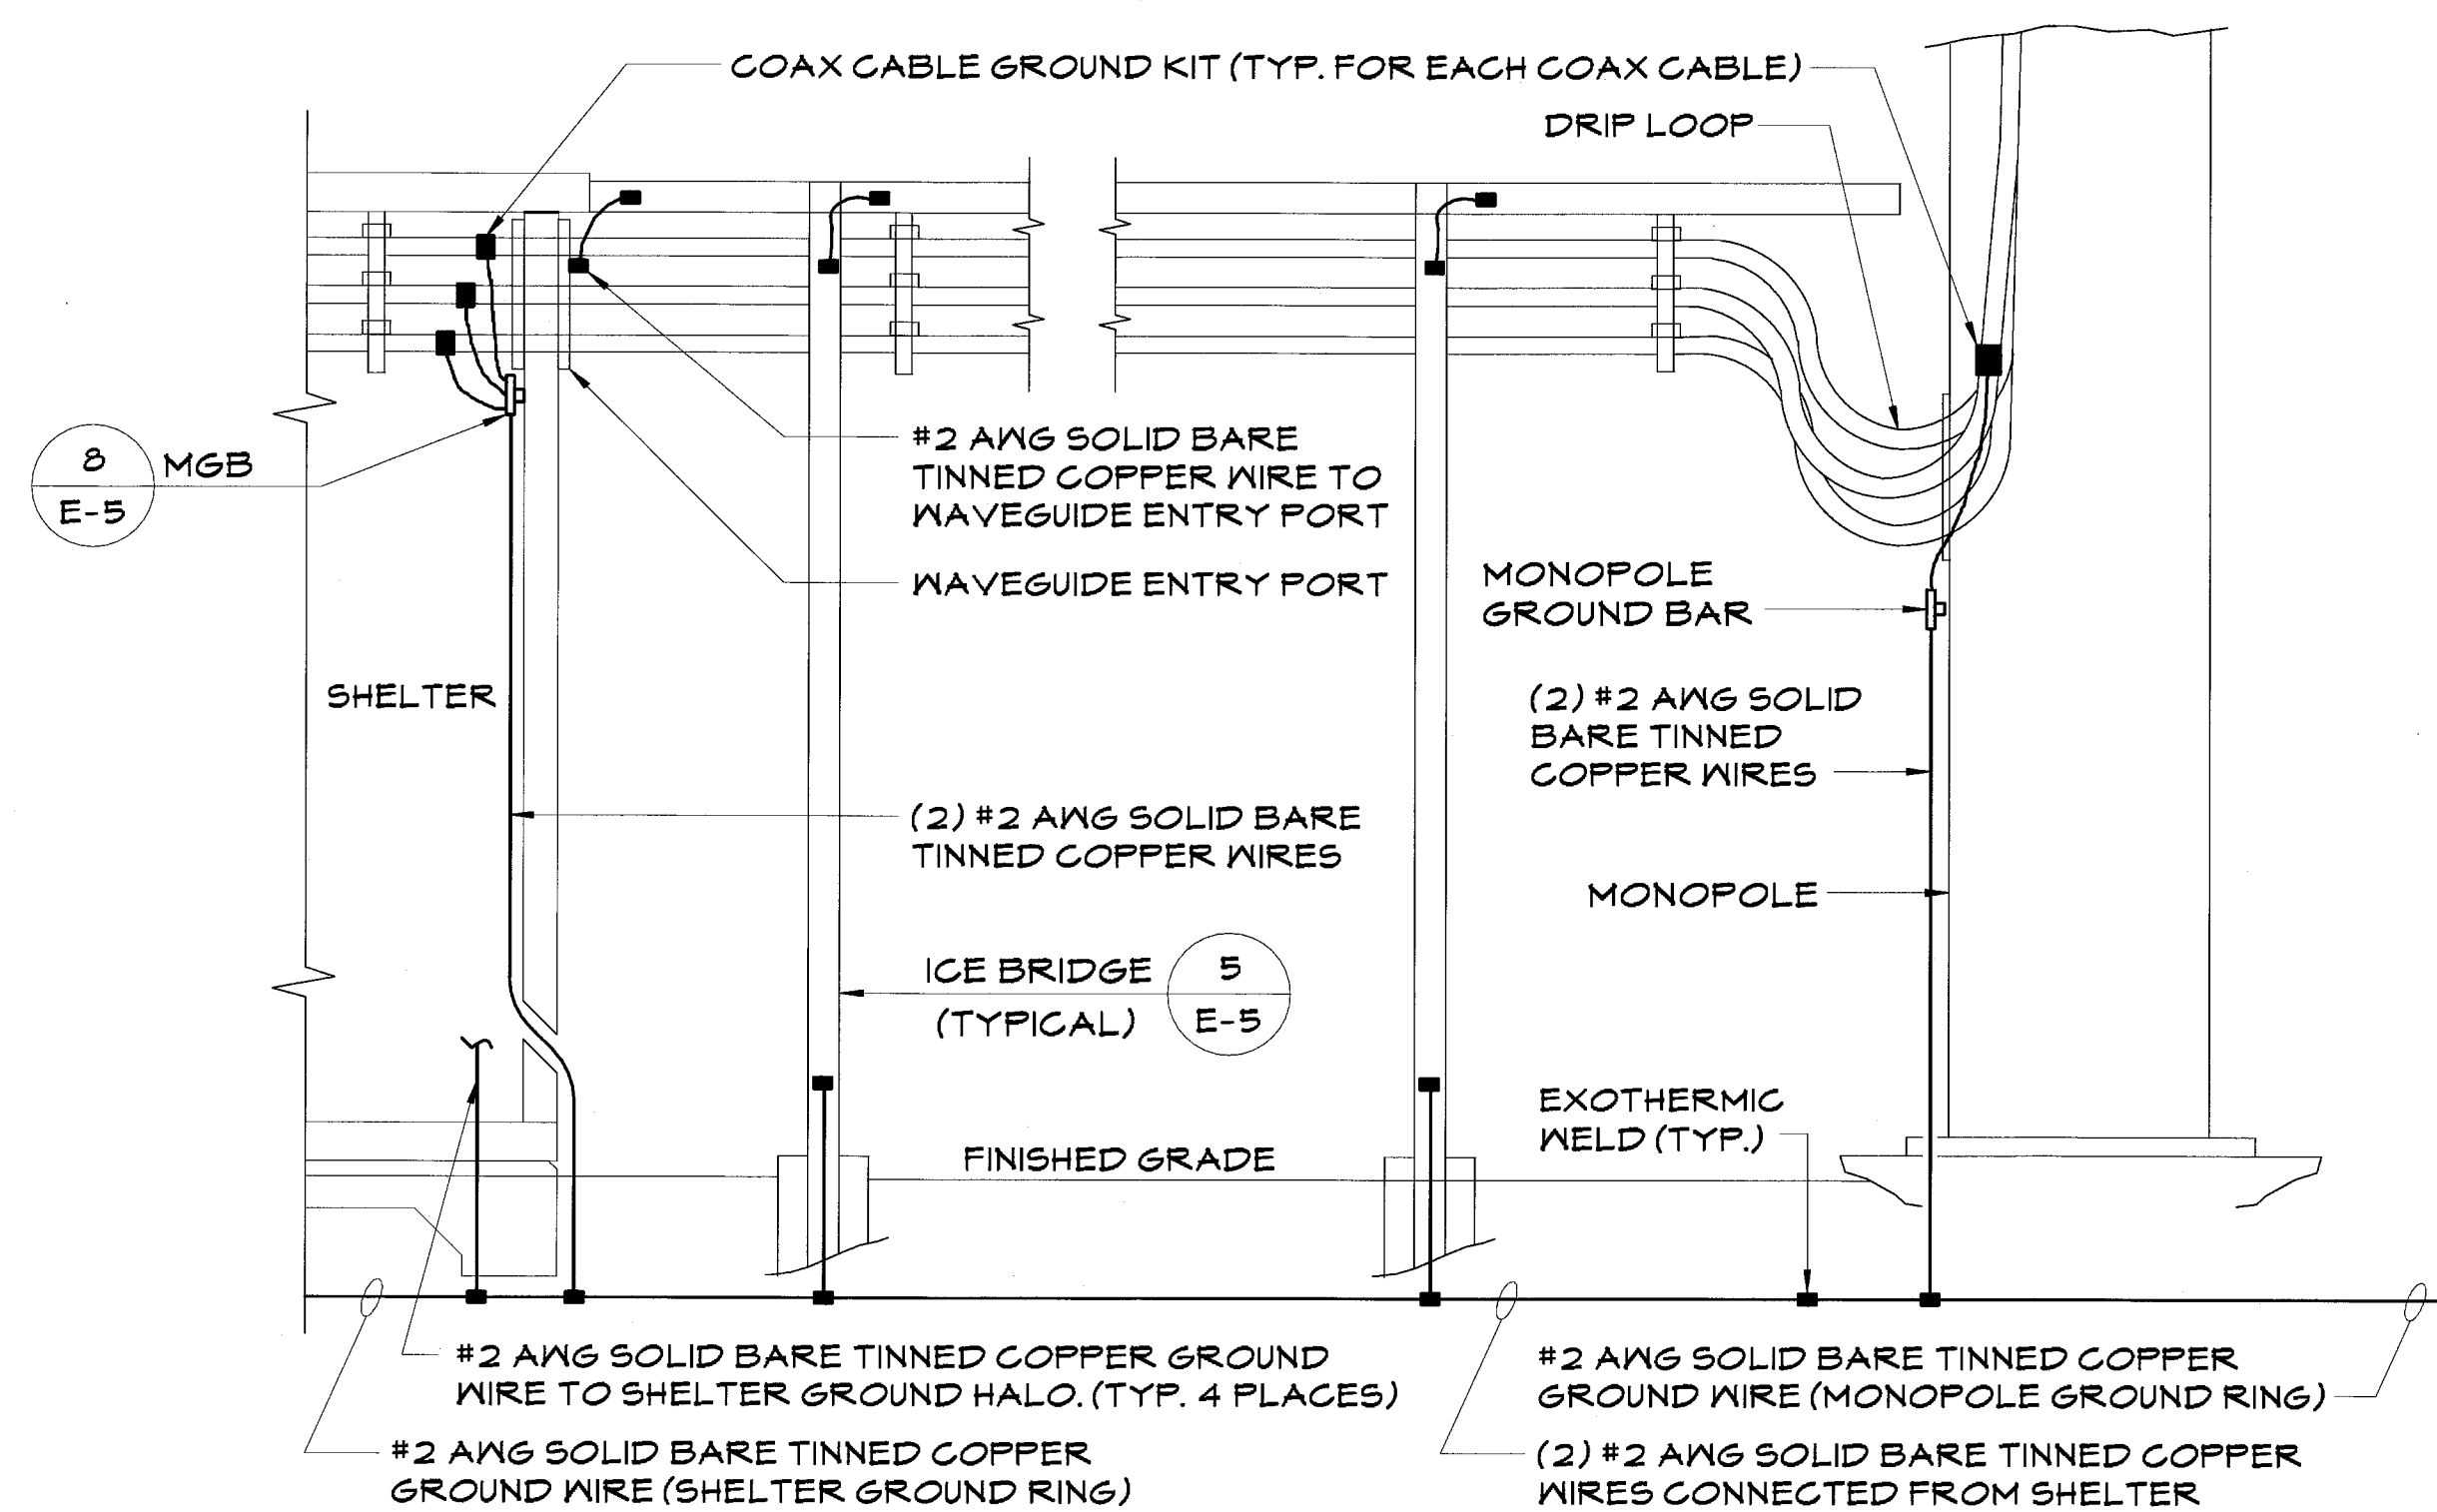 COAX CABLE GROUND KIT (TYP. FOR EACH COAX CABLE)
DRIP LOOP
8
E-5
MGB
#2 AWG SOLID BARE
TINNED COPPER WIRE TO
WAVEGUIDE ENTRY PORT
WAVEGUIDE ENTRY PORT
MONOPOLE
GROUND BAR
SHELTER
(2) #2 AWG SOLID
BARE TINNED
COPPER WIRES
(2) #2 AWG SOLID BARE
TINNED COPPER WIRES
MONOPOLE
ICE BRIDGE
(TYPICAL)
5
E-5
EXOTHERMIC
WELD (TYP.)
FINISHED GRADE
#2 AWG SOLID BARE TINNED COPPER GROUND
WIRE TO SHELTER GROUND HALO. (TYP. 4 PLACES)
#2 AWG SOLID BARE TINNED COPPER
GROUND WIRE (SHELTER GROUND RING)
#2 AWG SOLID BARE TINNED COPPER
GROUND WIRE (MONOPOLE GROUND RING)
(2) #2 AWG SOLID BARE TINNED COPPER
WIRES CONNECTED FROM SHELTER